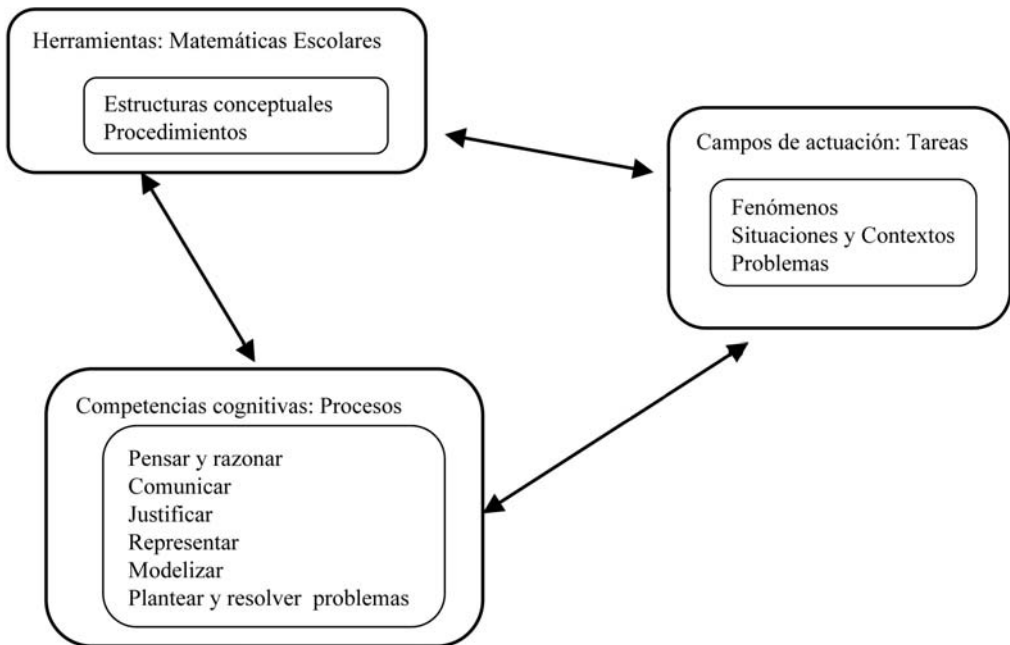 Herramientas: Matemáticas Escolares
Estructuras conceptuales
Procedimientos
Campos de actuación: Tareas
Fenómenos
Situaciones y Contextos
Problemas
Competencias cognitivas: Procesos
Pensar y razonar
Comunicar
Justificar
Representar
Modelizar
Plantear y resolver problemas